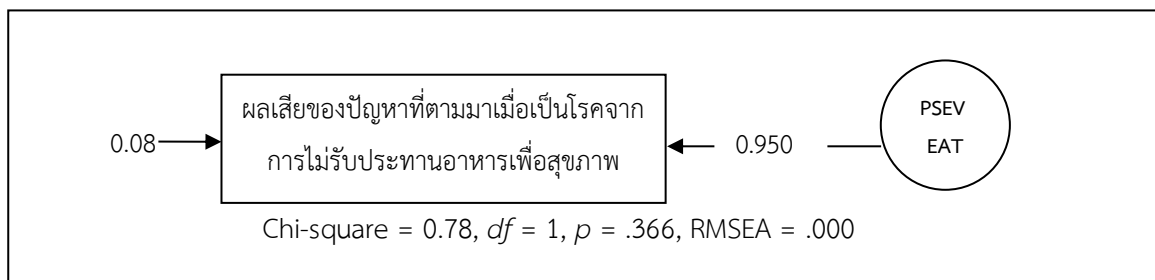 ผลเสียของปัญหาที่ตามมาเมื่อเป็นโรคจาก
การไม่รับประทานอาหารเพื่อสุขภาพ
0.08
0.950
PSEV
EAT
Chi-square = 0.78, df = 1, p = .366, RMSEA = .000